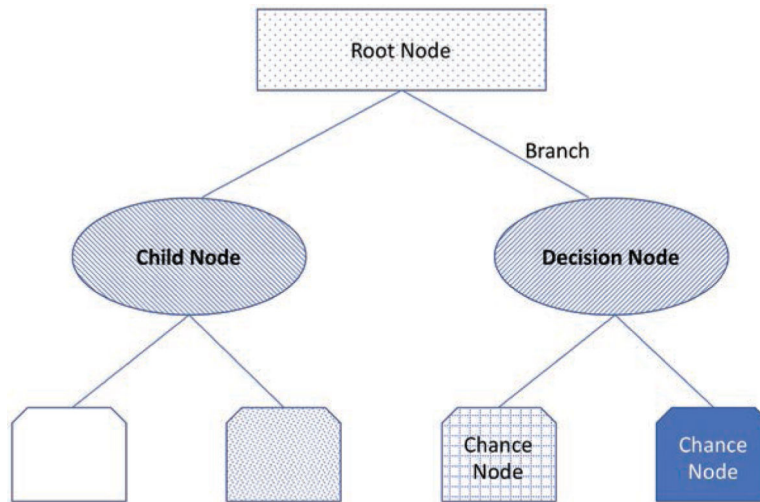 Root Node
Branch
Child Node
Decision Node
Chance
Node
Chance
Node